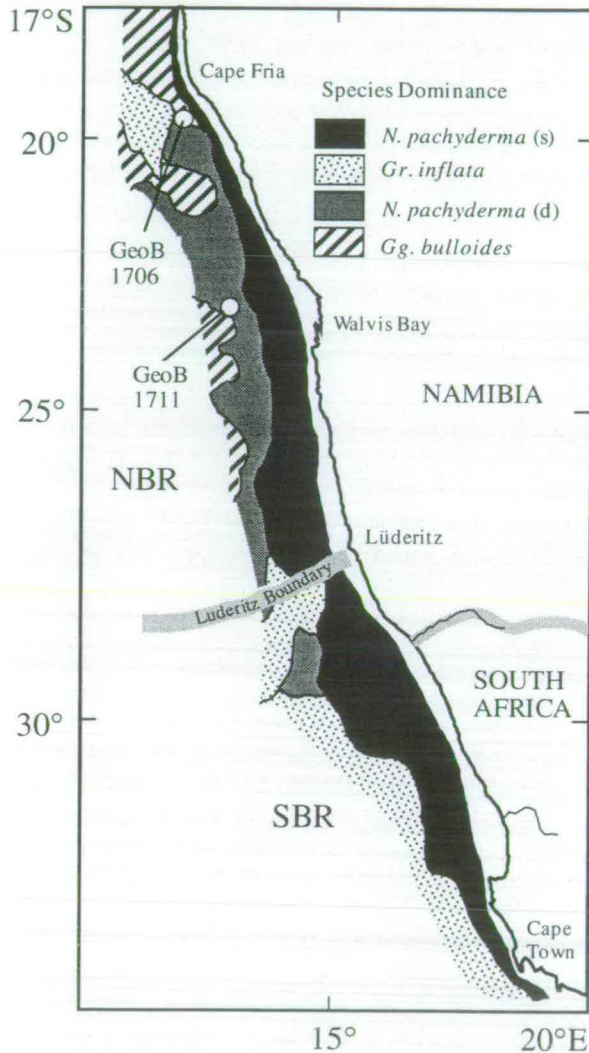 17°S
Cape Fria
Species Dominance
N. pachyderma (s)
20°
Gr. inflata
N. pachyderma (d)
Gg. bulloides
GeoB
1706
Walvis Bay
GeoB
1711
NAMIBIA
25°
NBR
Lüderitz
Lüderitz Boundary
SOUTH
AFRICA
30°
SBR
Cape
Town
15°
20°E